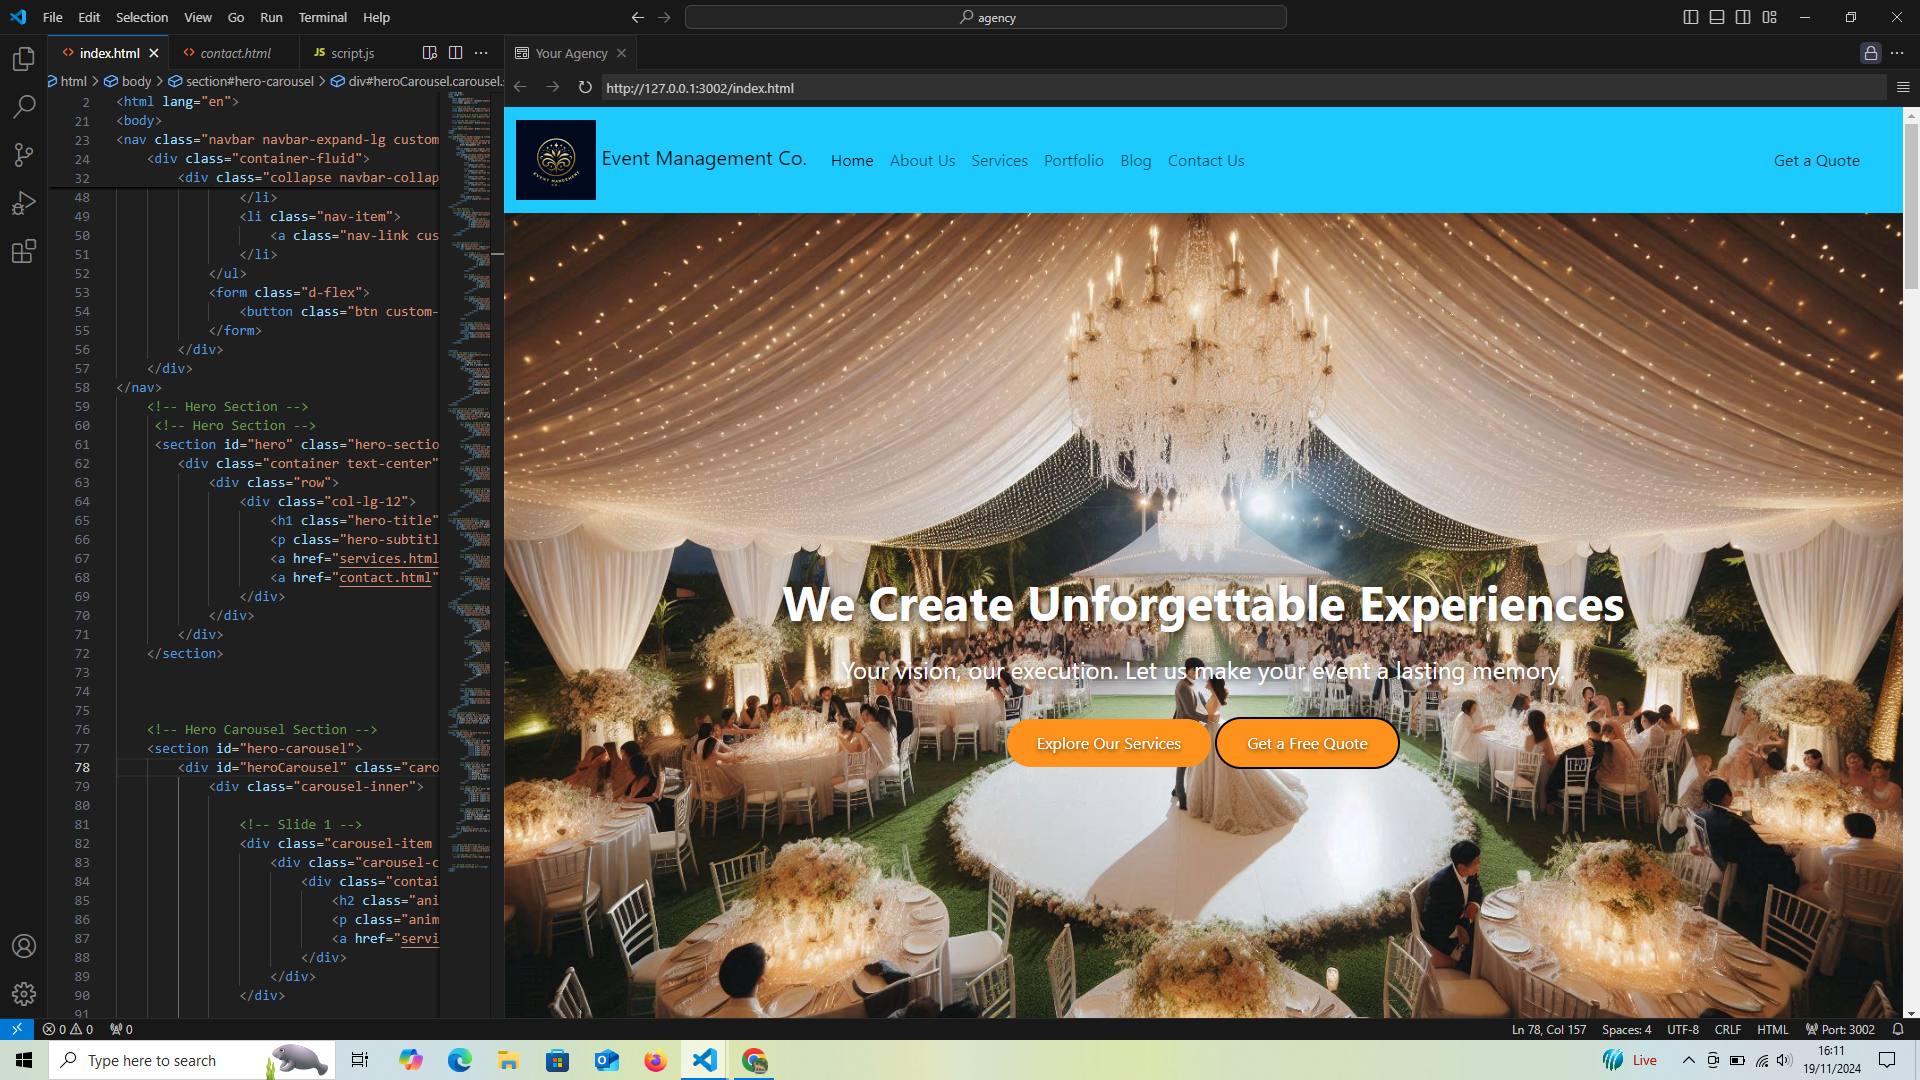 File Edit Selection View Go Run Terminal Help
agency
index.html
contact.html
JS script.js
Your Agency
html > body > section#hero-carousel > div#heroCarousel.carousel.
http://127.0.0.1:3002/index.html
2 <html lang="en">
21 <body>
23 <nav class="navbar navbar-expand-lg custom
24 <div class="container-fluid">
32 <div class="collapse navbar-collap
48 </li>
49 <li class="nav-item">
50 <a class="nav-link cus
51 </li>
52 </ul>
53 <form class="d-flex">
54 <button class="btn custom-
55 </form>
56 </div>
57 </div>
58 </nav>
59 <!-- Hero Section -->
60 <!-- Hero Section -->
61 <section id="hero" class="hero-sectio
62 <div class="container text-center"
63 <div class="row">
64 <div class="col-lg-12">
65 <h1 class="hero-title"
66 <p class="hero-subtitl
67 <a href="services.html
68 <a href="contact.html"
69 </div>
70 </div>
71 </div>
72 </section>
73
74
75
76 <!-- Hero Carousel Section -->
77 <section id="hero-carousel">
78 <div id="heroCarousel" class="caro
79 <div class="carousel-inner">
80
81 <!-- Slide 1 -->
82 <div class="carousel-item
83 <div class="carousel-c
84 <div class="contai
85 <h2 class="ani
86 <p class="anim
87 <a href="servi
88 </div>
89 </div>
90 </div>
91
EVENT MANGEMENT
CO.
Event Management Co.
Home About Us Services Portfolio Blog Contact Us
Get a Quote
We Create Unforgettable Experiences
Your vision, our execution. Let us make your event a lasting memory.
Explore Our Services
Get a Free Quote
0 0 0
Ln 78, Col 157 Spaces: 4 UTF-8 CRLF HTML Port: 3002
Type here to search
Live
16:11
19/11/2024